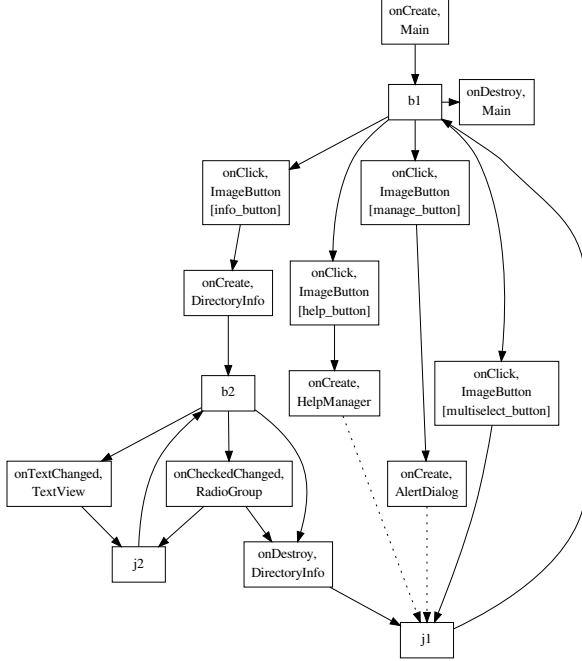 onCreate,
Main
b1
onDestroy,
Main
onClick,
ImageButton
[info_button]
onClick,
ImageButton
[manage_button]
onCreate,
DirectoryInfo
onClick,
ImageButton
[help_button]
b2
onCreate,
HelpManager
onClick,
ImageButton
[multiselect_button]
onTextChanged,
TextView
onCheckedChanged,
RadioGroup
onCreate,
AlertDialog
j2
onDestroy,
DirectoryInfo
j1